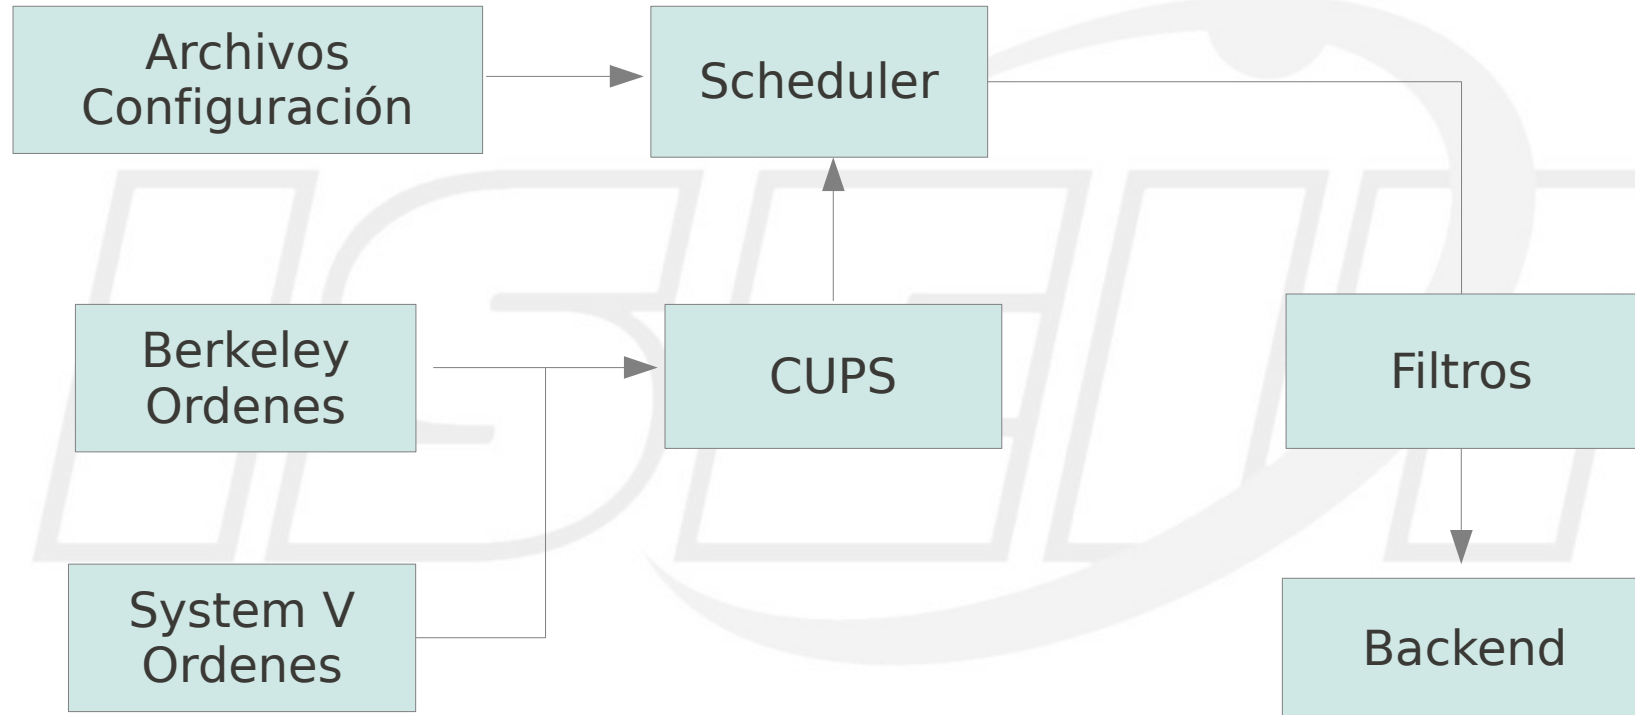 Archivos
Configuración
Scheduler
Berkeley
Ordenes
CUPS
Filtros
System V
Ordenes
Backend